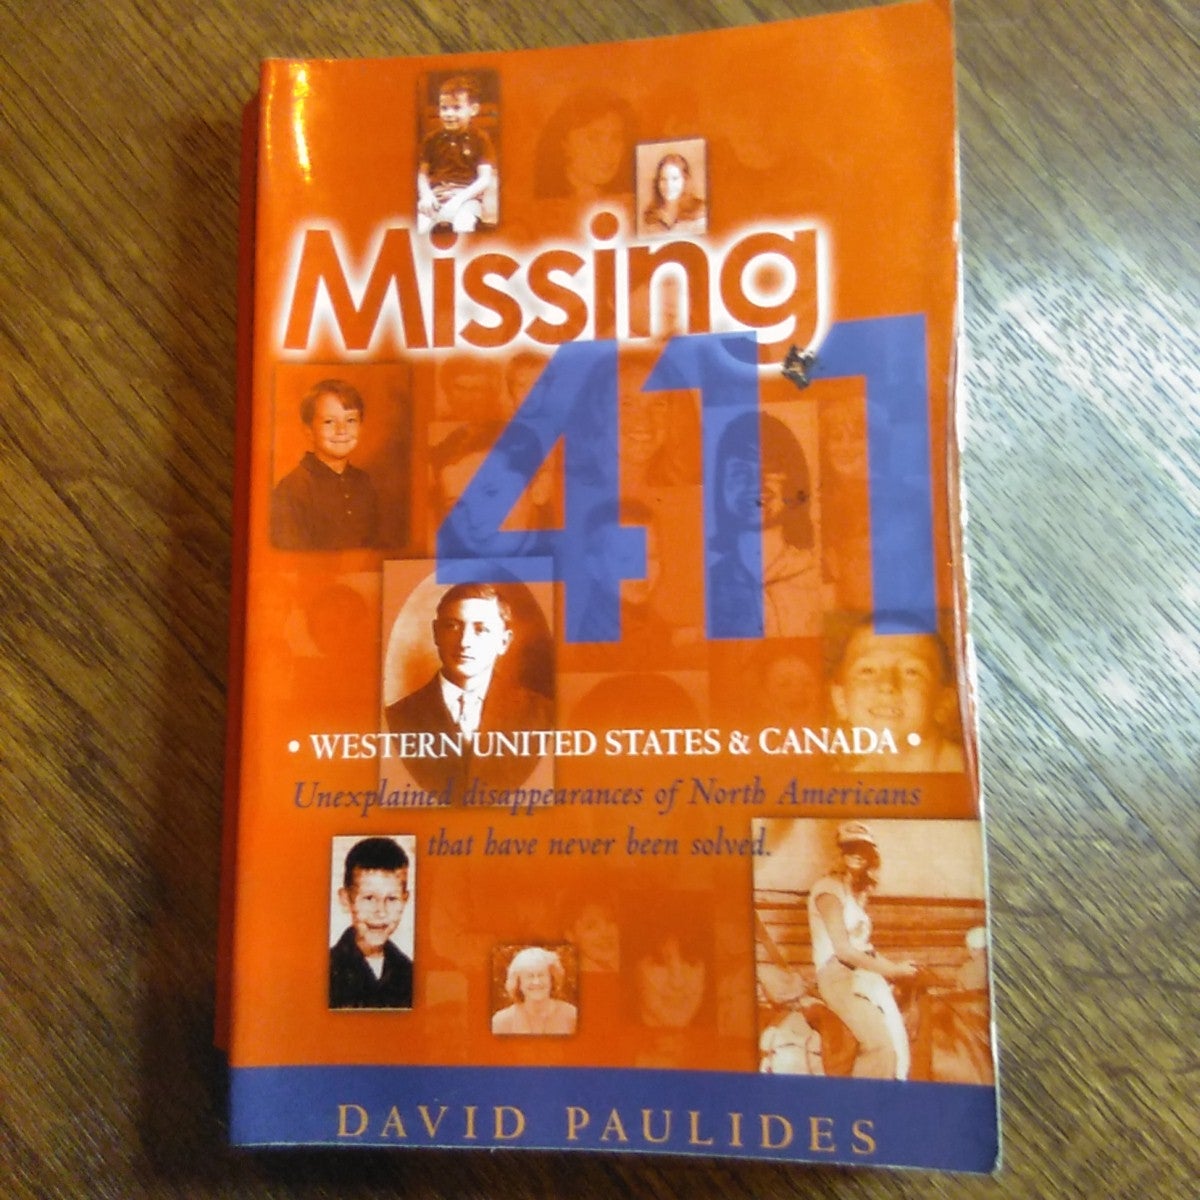 Missing
411
• WESTERN UNITED STATES & CANADA •
Unexplained disappearances of North Americans
that have never been solved.
DAVID PAULIDES